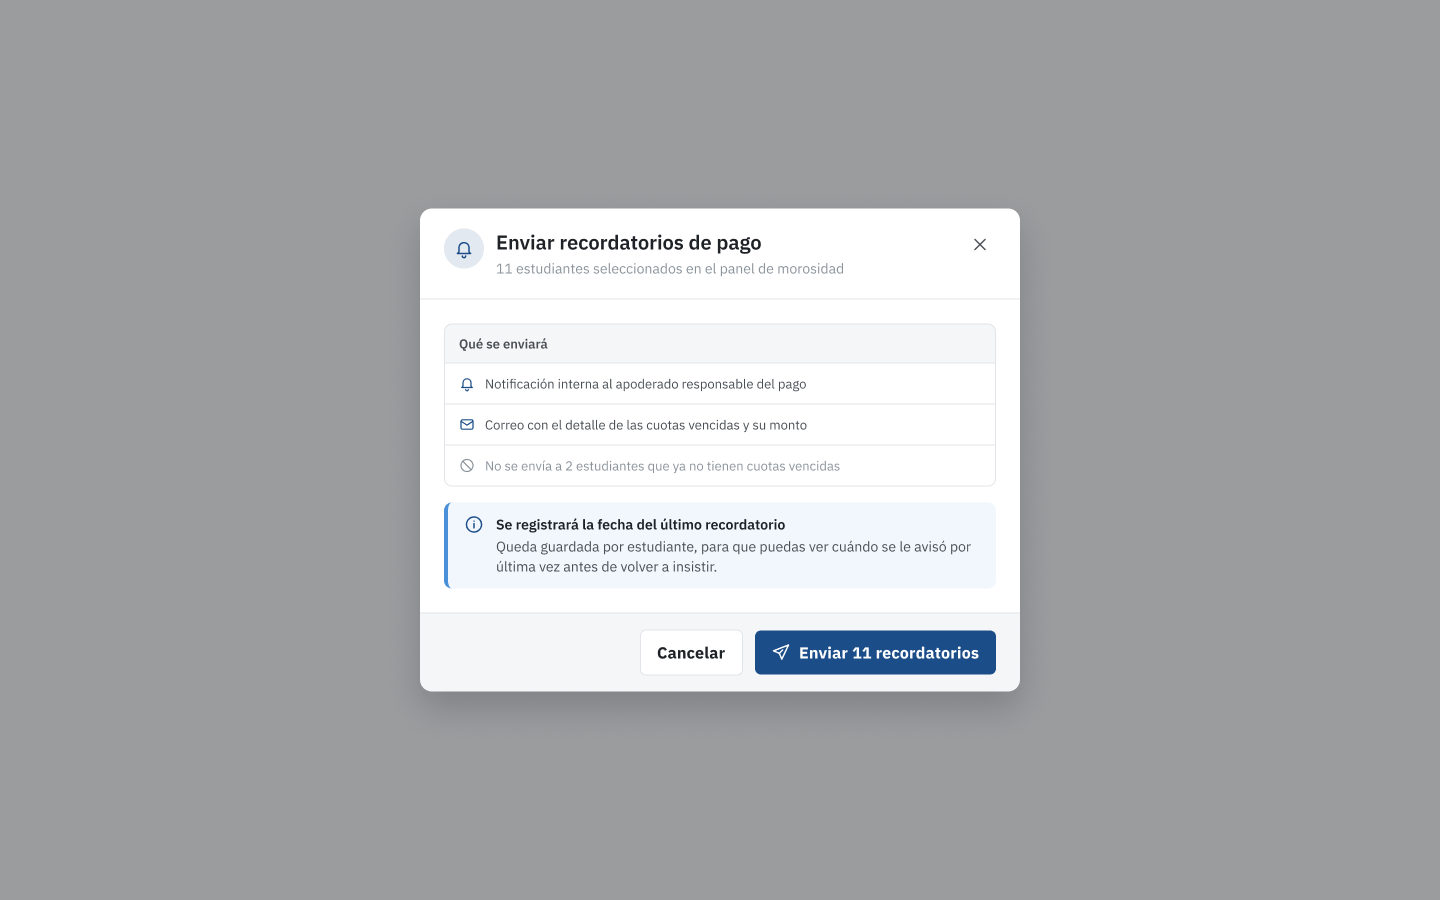 Enviar recordatorios de pago
11 estudiantes seleccionados en el panel de morosidad
Qué se enviará
Notificación interna al apoderado responsable del pago
Correo con el detalle de las cuotas vencidas y su monto
No se envía a 2 estudiantes que ya no tienen cuotas vencidas
Se registrará la fecha del último recordatorio
Queda guardada por estudiante, para que puedas ver cuándo se le avisó por
última vez antes de volver a insistir.
Cancelar
Enviar 11 recordatorios